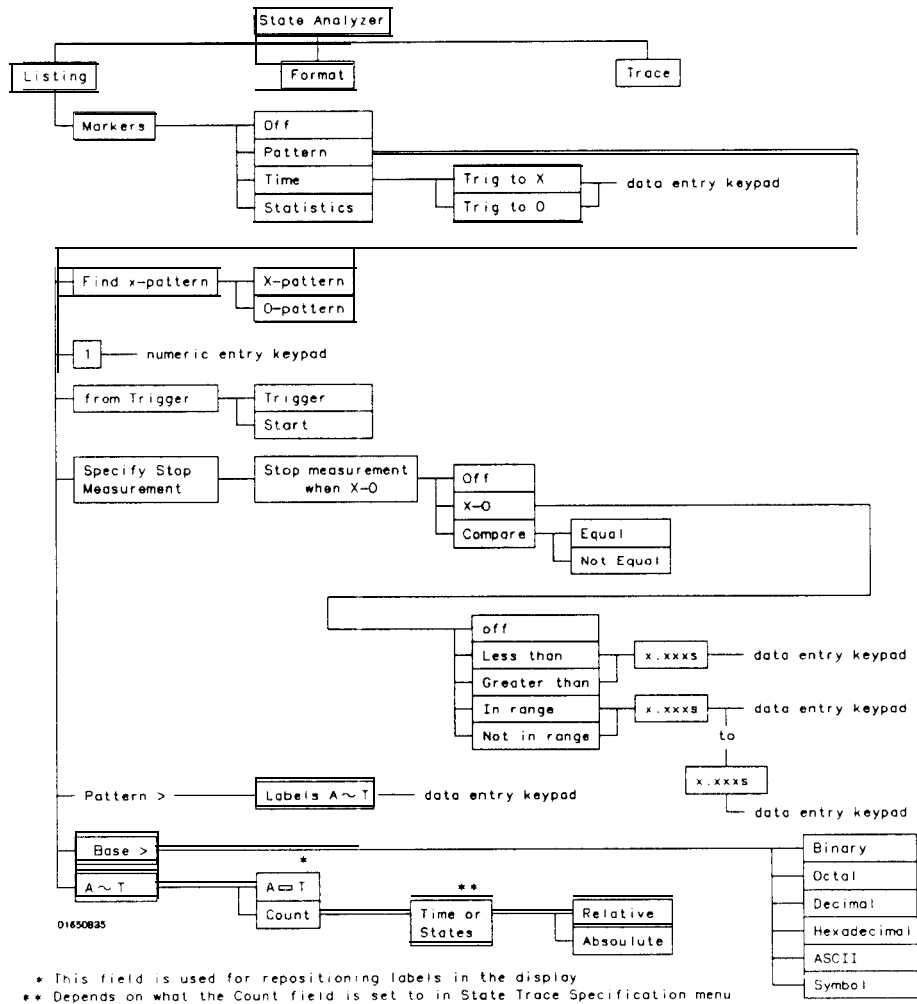 State Analyzer
Listing
Format
Trace
Markers
Off
Pattern
Time
Statistics
Trig to X
Trig to O
data entry keypad
Find x-pattern
X-pattern
O-pattern
1
numeric entry keypad
from Trigger
Trigger
Start
Specify Stop
Measurement
Stop measurement
when X-O
Off
X-O
Compare
Equal
Not Equal
off
Less than
Greater than
In range
Not in range
x.xxxs
data entry keypad
x.xxxs
data entry keypad
to
x.xxxs
data entry keypad
Pattern >
Labels A~T
data entry keypad
Base >
Binary
Octal
Decimal
Hexadecimal
ASCII
Symbol
A~T
*
A▭T
Count
**
Time or
States
Relative
Absoulute
01650B35
* This field is used for repositioning labels in the display
** Depends on what the Count field is set to in State Trace Specification menu